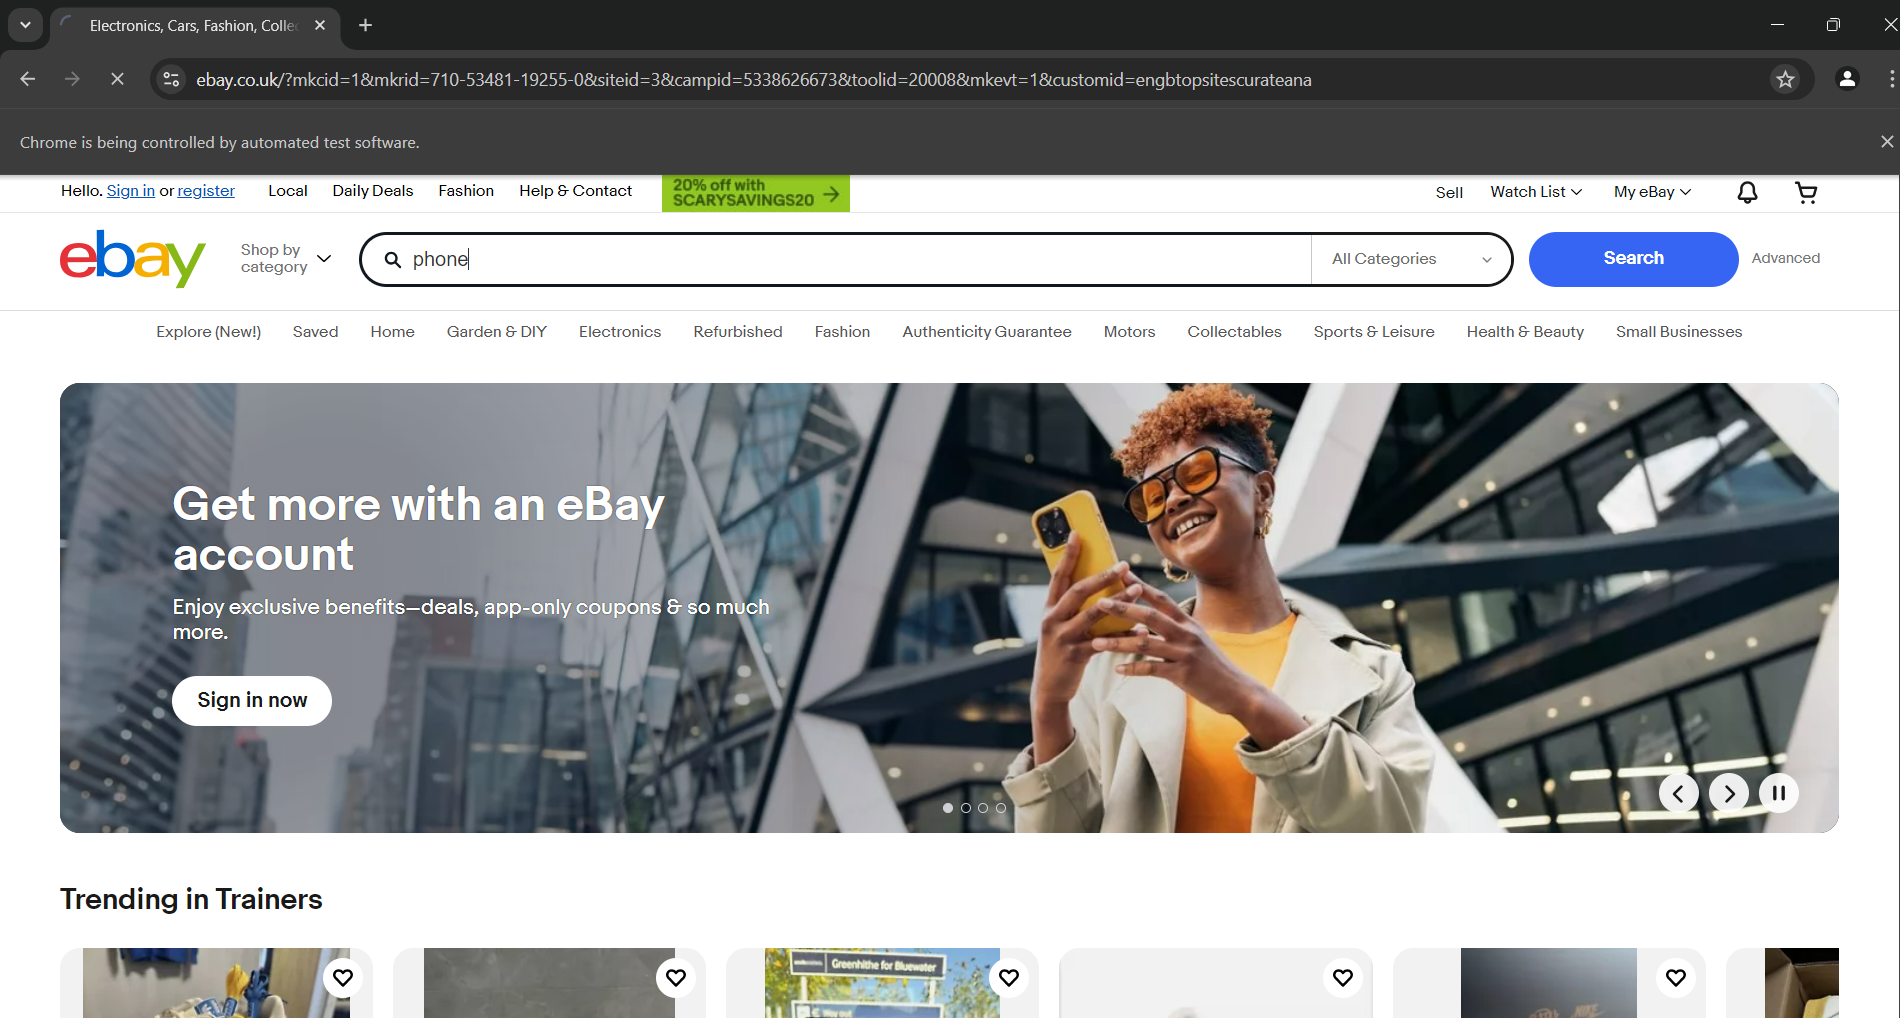 Electronics, Cars, Fashion, Colle
ebay.co.uk/?mkcid=1&mkrid=710-53481-19255-0&siteid=3&campid=5338626673&toolid=20008&mkevt=1&customid=engbtopsitescurateana
Chrome is being controlled by automated test software.
Hello. Sign in or register Local Daily Deals Fashion Help & Contact
20% off with
SCARYSAVINGS20
Sell Watch List My eBay
ebay
Shop by
category
phone
All Categories
Search
Advanced
Explore (New!) Saved Home Garden & DIY Electronics Refurbished Fashion Authenticity Guarantee Motors Collectables Sports & Leisure Health & Beauty Small Businesses
Get more with an eBay
account
Enjoy exclusive benefits—deals, app-only coupons & so much
more.
Sign in now
Trending in Trainers
Greenhithe for Bluewater
Way out
NIKE